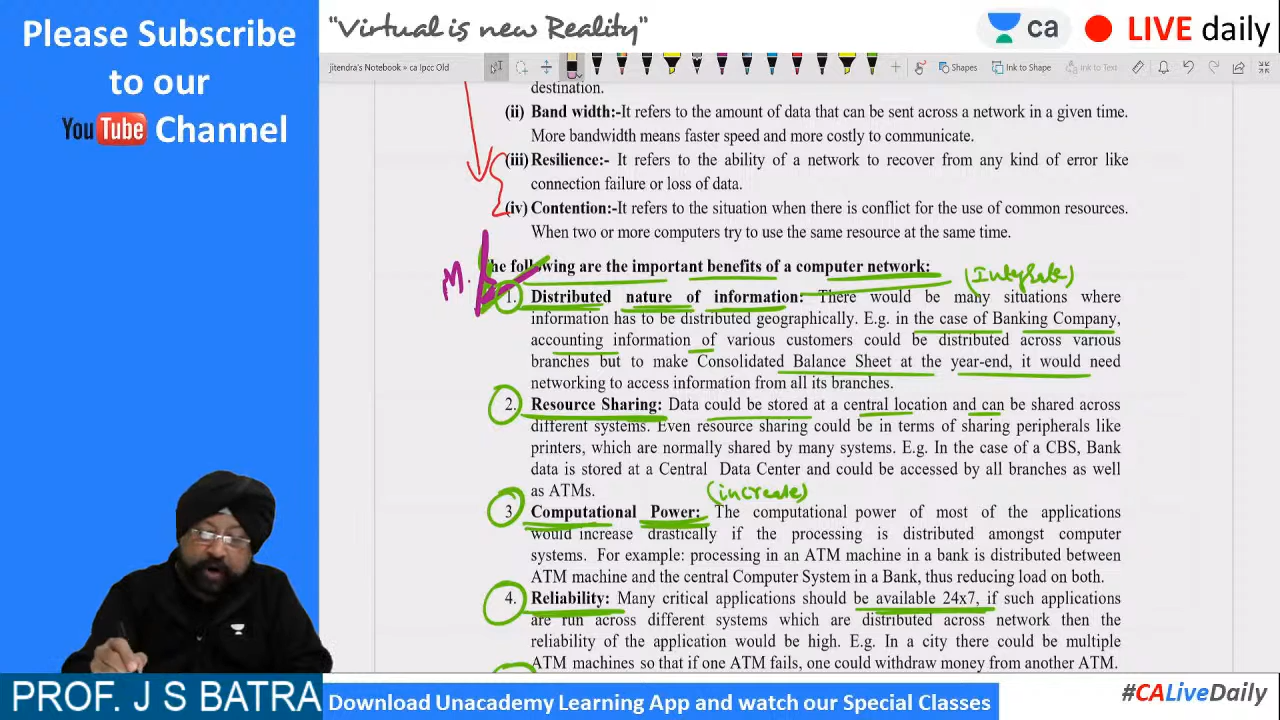 Please Subscribe
to our
YouTube Channel
"Virtual is new Reality"
ca
LIVE daily
jitendra's Notebook » ca Ipcc Old
Shapes
Ink to Shape
Ink to Text
destination.
(ii) Band width:-It refers to the amount of data that can be sent across a network in a given time.
More bandwidth means faster speed and more costly to communicate.
(iii) Resilience:- It refers to the ability of a network to recover from any kind of error like
connection failure or loss of data.
(iv) Contention:-It refers to the situation when there is conflict for the use of common resources.
When two or more computers try to use the same resource at the same time.
The following are the important benefits of a computer network:
1. Distributed nature of information: There would be many situations where
information has to be distributed geographically. E.g. in the case of Banking Company,
accounting information of various customers could be distributed across various
branches but to make Consolidated Balance Sheet at the year-end, it would need
networking to access information from all its branches.
2. Resource Sharing: Data could be stored at a central location and can be shared across
different systems. Even resource sharing could be in terms of sharing peripherals like
printers, which are normally shared by many systems. E.g. In the case of a CBS, Bank
data is stored at a Central Data Center and could be accessed by all branches as well
as ATMs.
(increate)
3 Computational Power: The computational power of most of the applications
would increase drastically if the processing is distributed amongst computer
systems. For example: processing in an ATM machine in a bank is distributed between
ATM machine and the central Computer System in a Bank, thus reducing load on both.
4. Reliability: Many critical applications should be available 24x7, if such applications
are run across different systems which are distributed across network then the
reliability of the application would be high. E.g. In a city there could be multiple
ATM machines so that if one ATM fails, one could withdraw money from another ATM.
PROF. J S BATRA
Download Unacademy Learning App and watch our Special Classes
#CALiveDaily